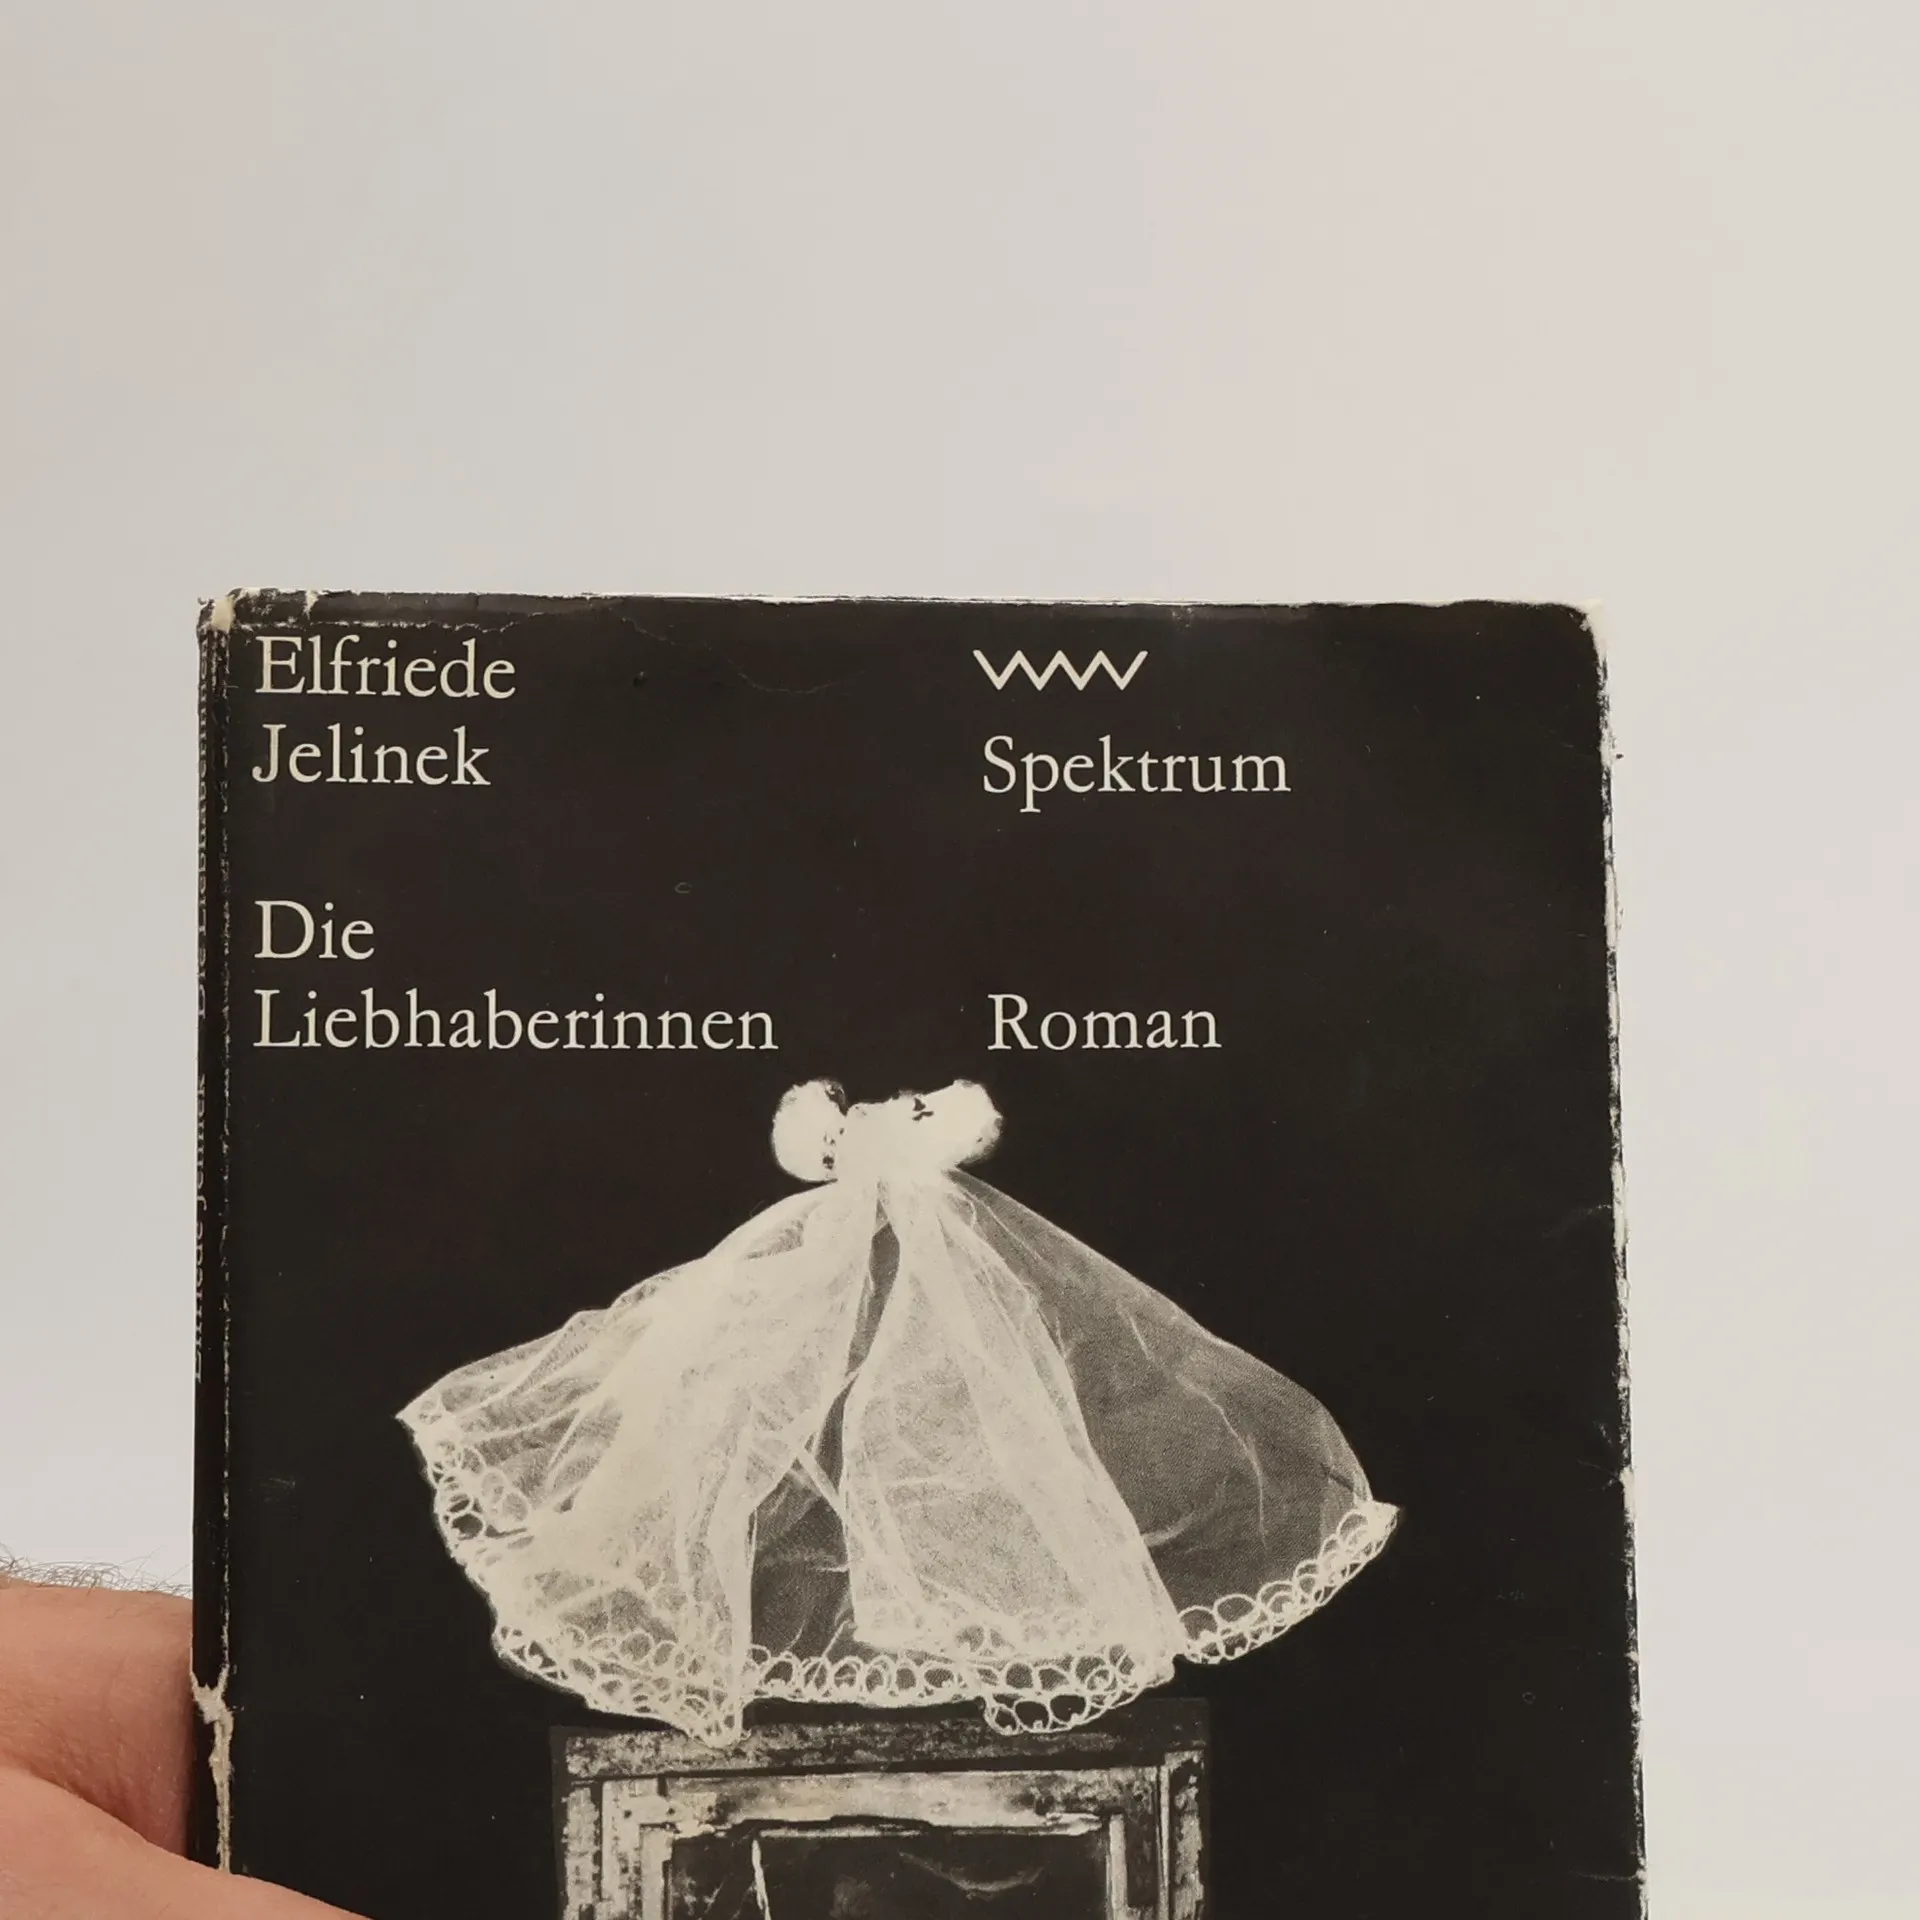 Elfriede
Jelinek
Spektrum
Die
Liebhaberinnen
Roman